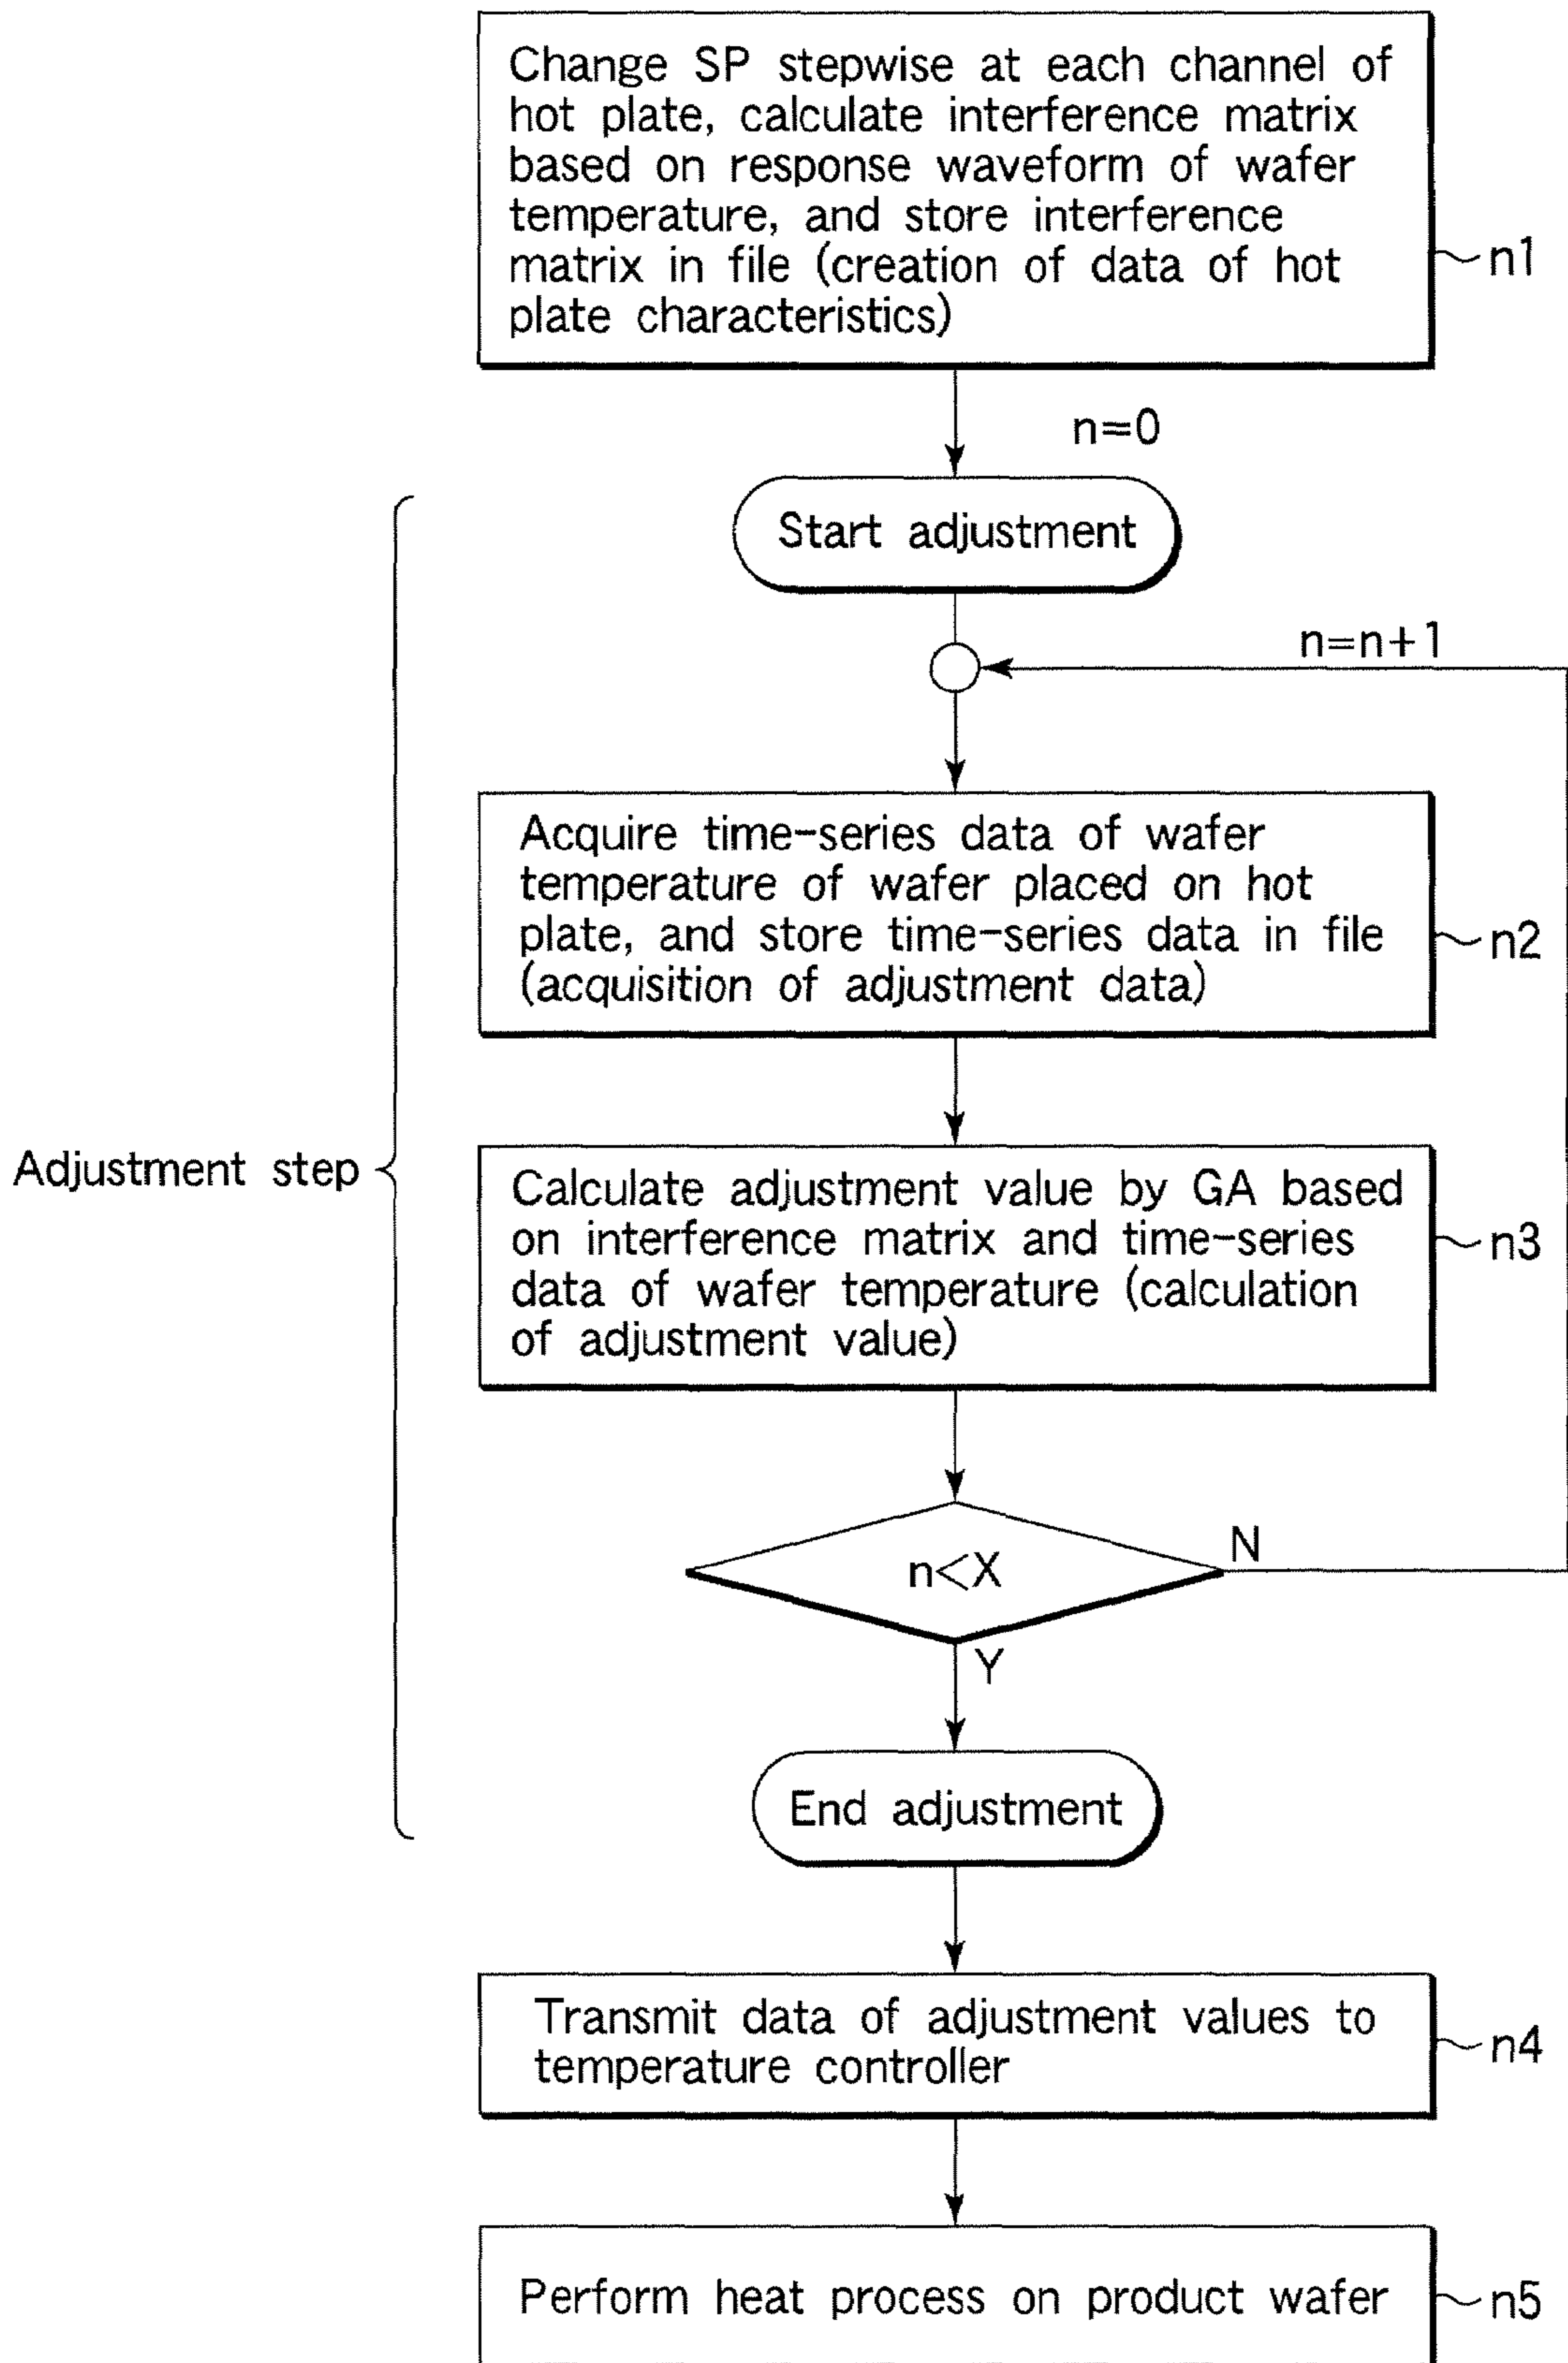 Change SP stepwise at each channel of
hot plate, calculate interference matrix
based on response waveform of wafer
temperature, and store interference
matrix in file (creation of data of hot
plate characteristics)
n1
n=0
Start adjustment
n=n+1
Acquire time-series data of wafer
temperature of wafer placed on hot
plate, and store time-series data in file
(acquisition of adjustment data)
n2
Adjustment step
Calculate adjustment value by GA based
on interference matrix and time-series
data of wafer temperature (calculation
of adjustment value)
n3
n<X
N
Y
End adjustment
Transmit data of adjustment values to
temperature controller
n4
Perform heat process on product wafer
n5